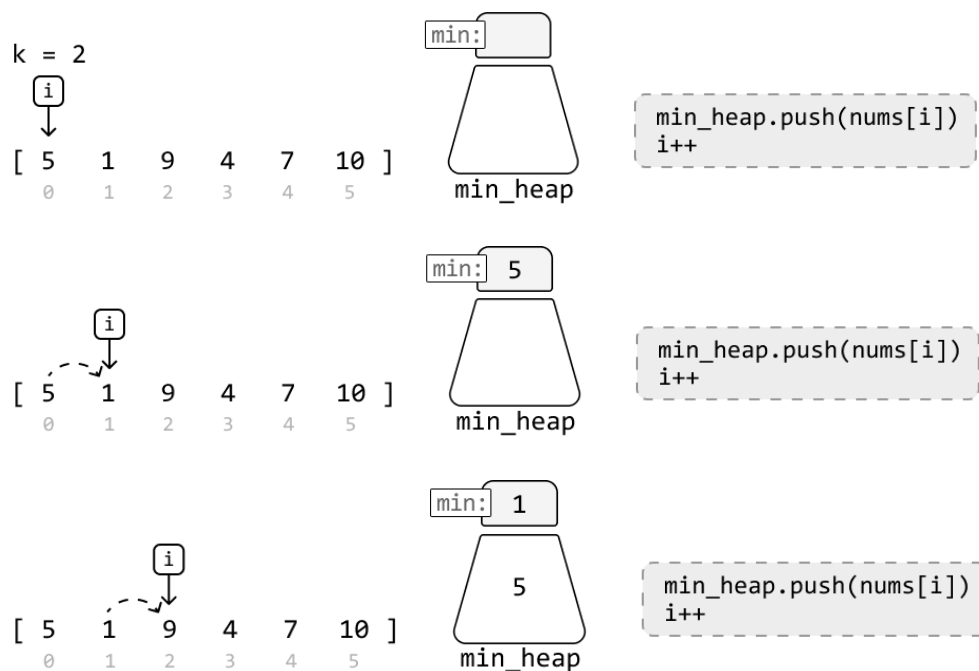 k = 2
i
[ 5 1 9 4 7 10 ]
0 1 2 3 4 5
min:
min_heap
min_heap.push(nums[i])
i++
i
[ 5 1 9 4 7 10 ]
0 1 2 3 4 5
min: 5
min_heap
min_heap.push(nums[i])
i++
i
[ 5 1 9 4 7 10 ]
0 1 2 3 4 5
min: 1
5
min_heap
min_heap.push(nums[i])
i++